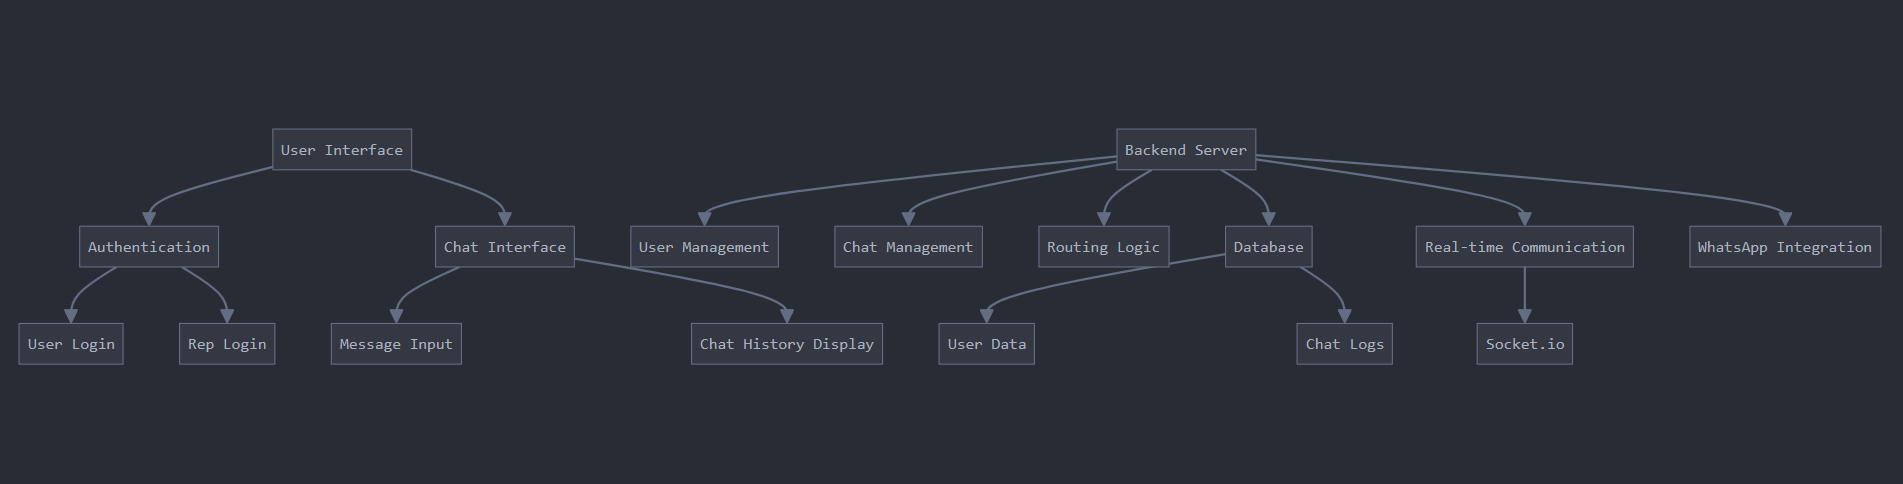 User Interface
Backend Server
Authentication
Chat Interface
User Management
Chat Management
Routing Logic
Database
Real-time Communication
WhatsApp Integration
User Login
Rep Login
Message Input
Chat History Display
User Data
Chat Logs
Socket.io